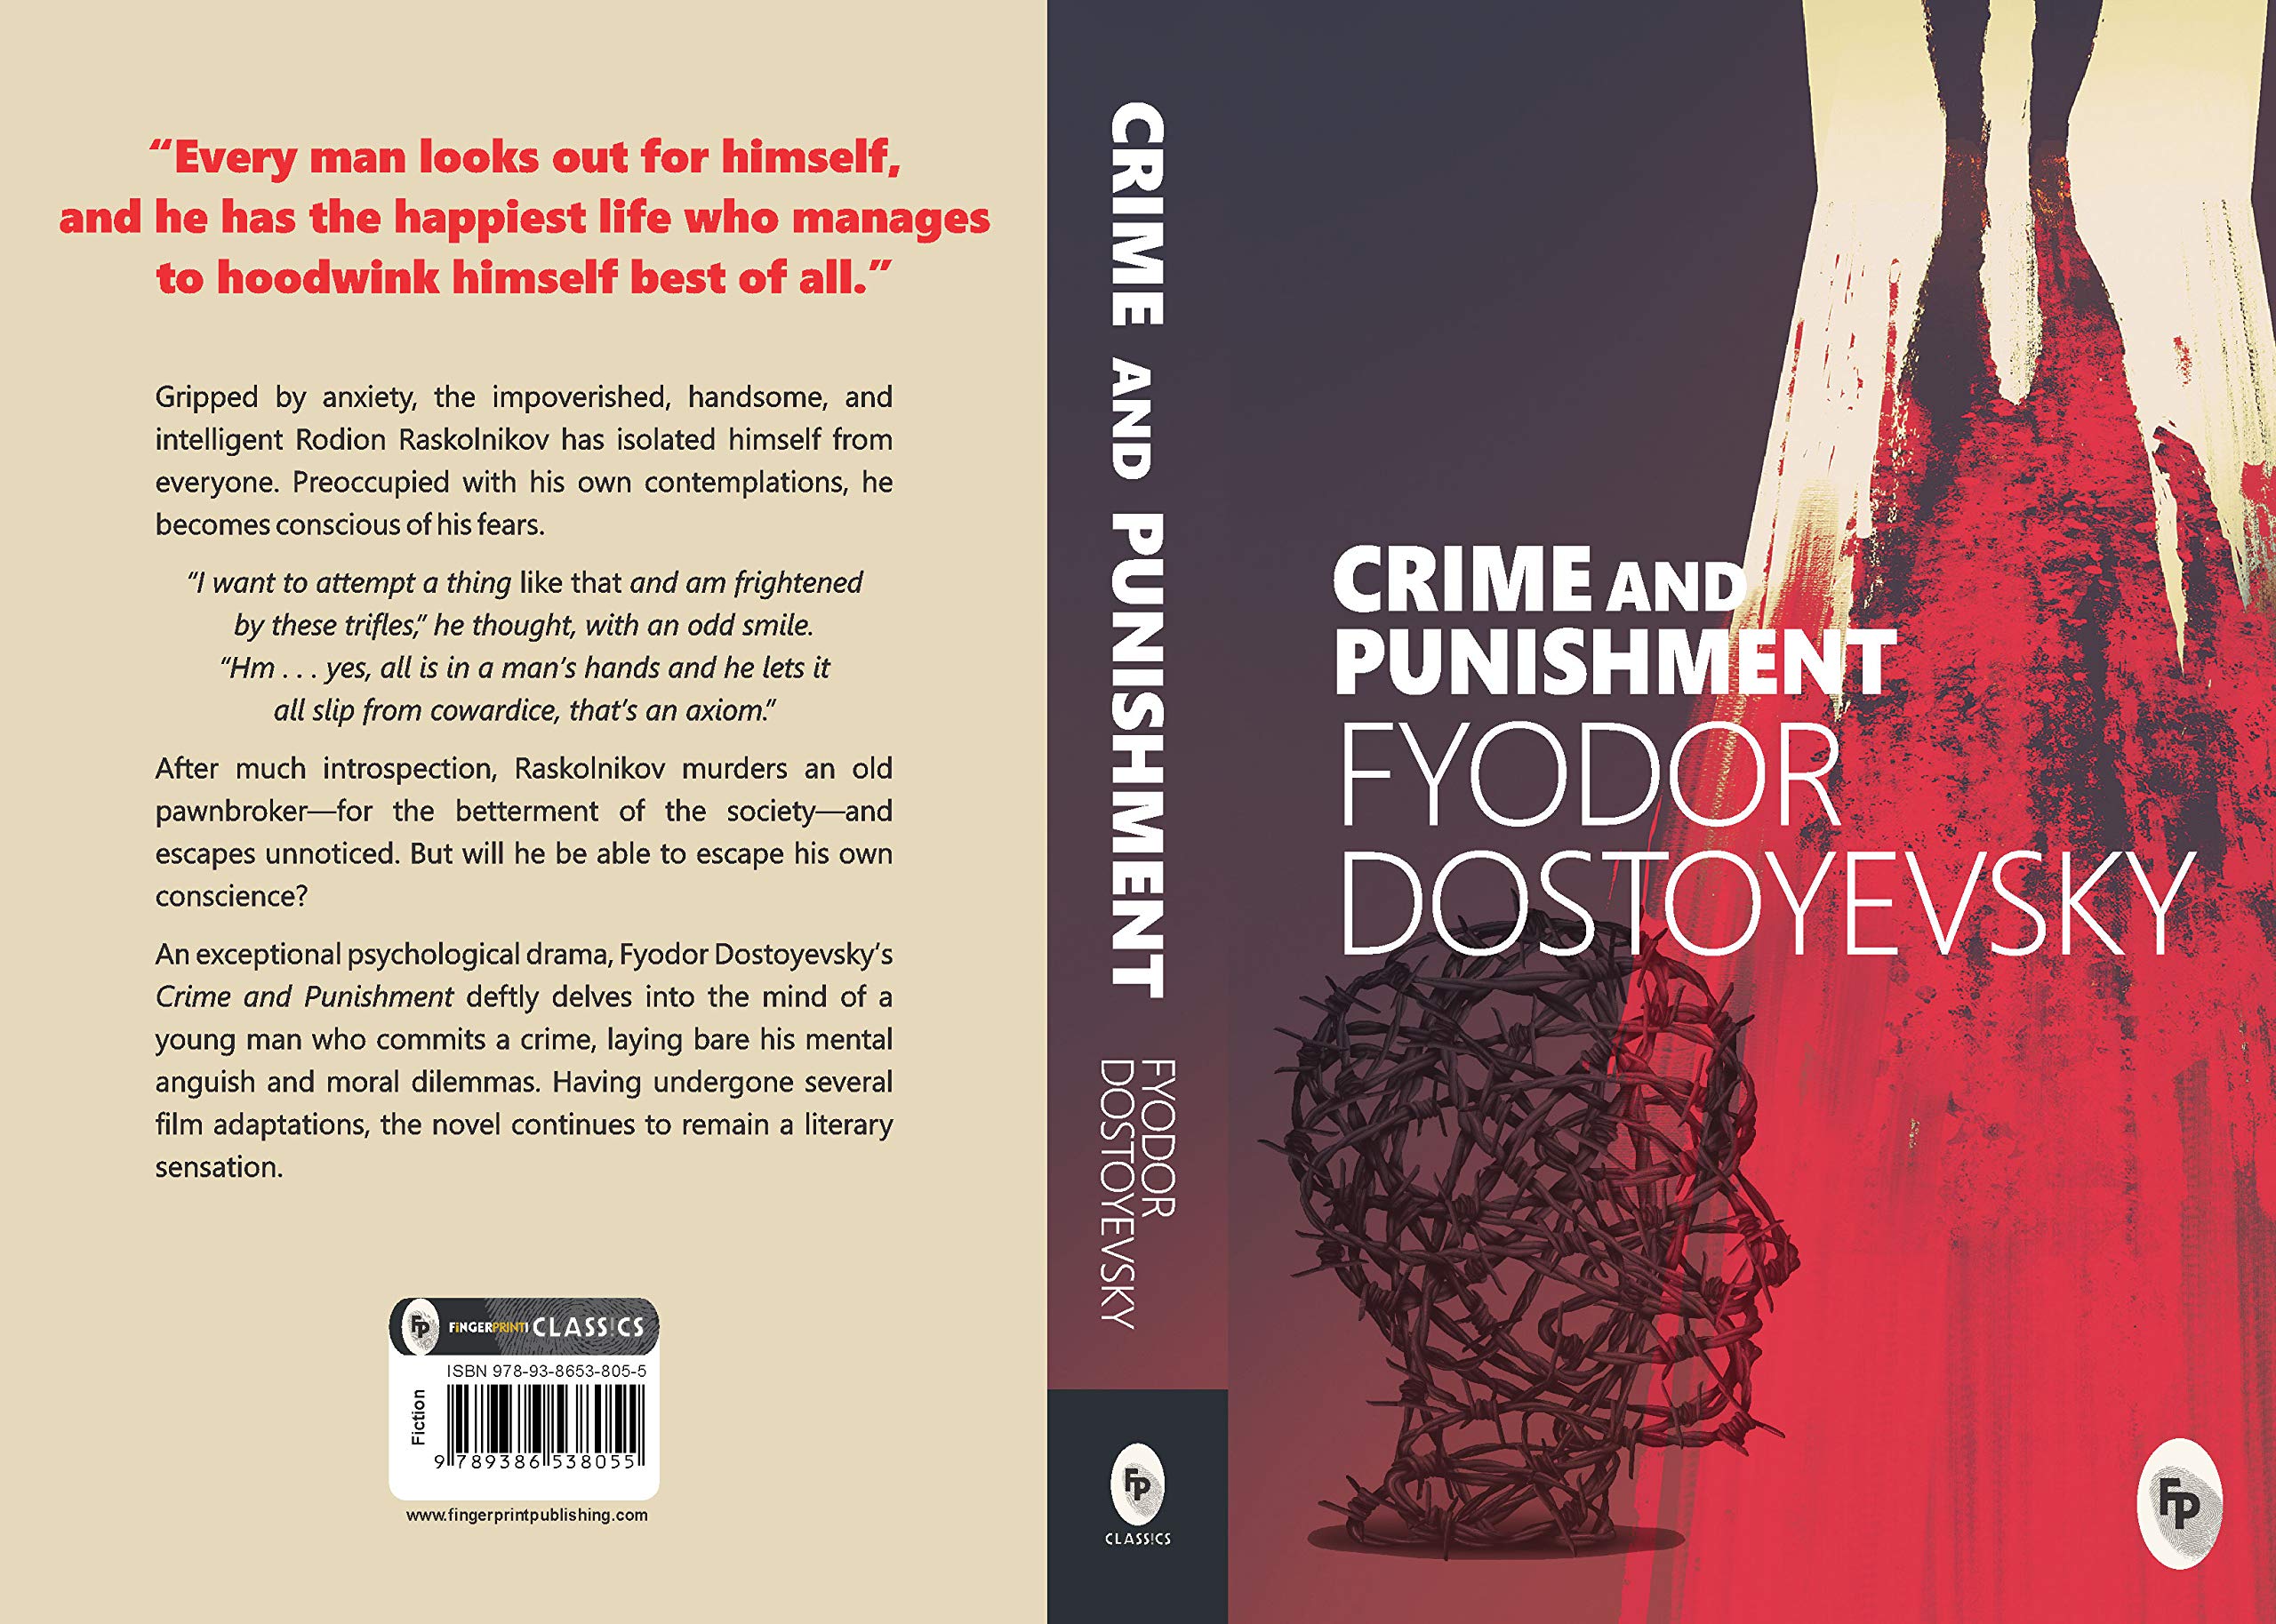 “Every man looks out for himself,
and he has the happiest life who manages
to hoodwink himself best of all.”
Gripped by anxiety, the impoverished, handsome, and
intelligent Rodion Raskolnikov has isolated himself from
everyone. Preoccupied with his own contemplations, he
becomes conscious of his fears.
“I want to attempt a thing like that and am frightened
by these trifles,” he thought, with an odd smile.
“Hm . . . yes, all is in a man’s hands and he lets it
all slip from cowardice, that’s an axiom.”
After much introspection, Raskolnikov murders an old
pawnbroker—for the betterment of the society—and
escapes unnoticed. But will he be able to escape his own
conscience?
An exceptional psychological drama, Fyodor Dostoyevsky’s
Crime and Punishment deftly delves into the mind of a
young man who commits a crime, laying bare his mental
anguish and moral dilemmas. Having undergone several
film adaptations, the novel continues to remain a literary
sensation.
FP FiNGERPRINT! CLASS!CS
ISBN 978-93-8653-805-5
Fiction
9 789386 538055
www.fingerprintpublishing.com
CRIME AND PUNISHMENT
FYODOR
DOSTOYEVSKY
FP
CLASS!CS
CRIME AND
PUNISHMENT
FYODOR
DOSTOYEVSKY
FP